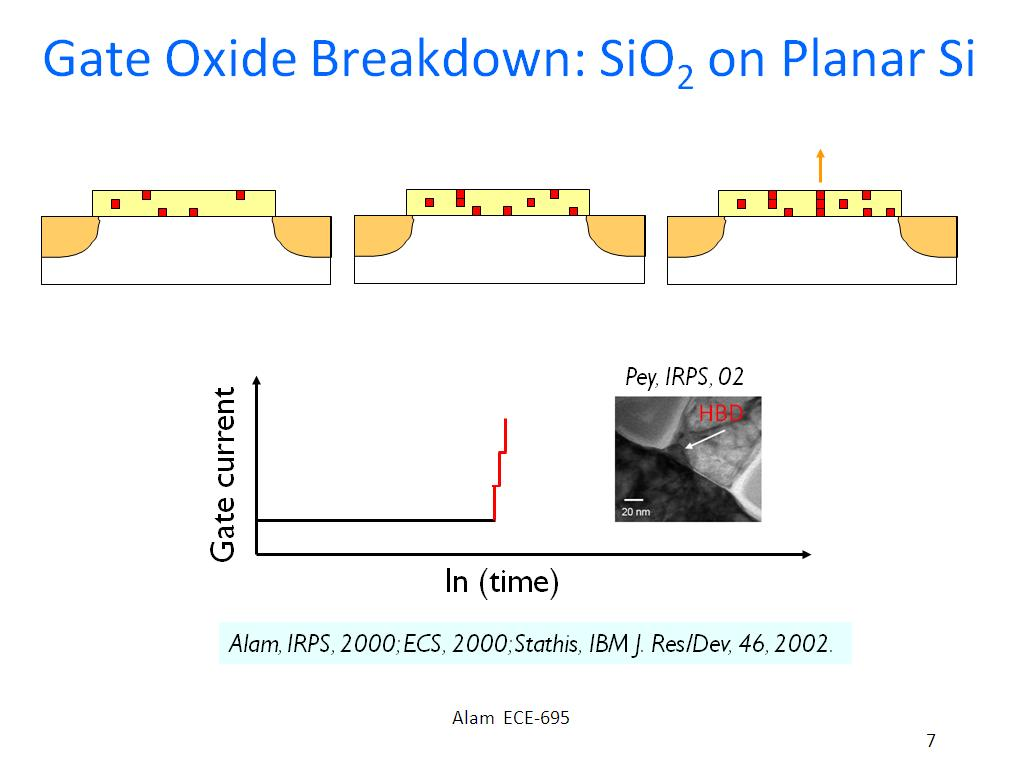 Gate Oxide Breakdown: SiO2 on Planar Si
Pey, IRPS, 02
HBD
20 nm
Gate current
ln (time)
Alam, IRPS, 2000; ECS, 2000; Stathis, IBM J. Res/Dev, 46, 2002.
Alam ECE-695
7